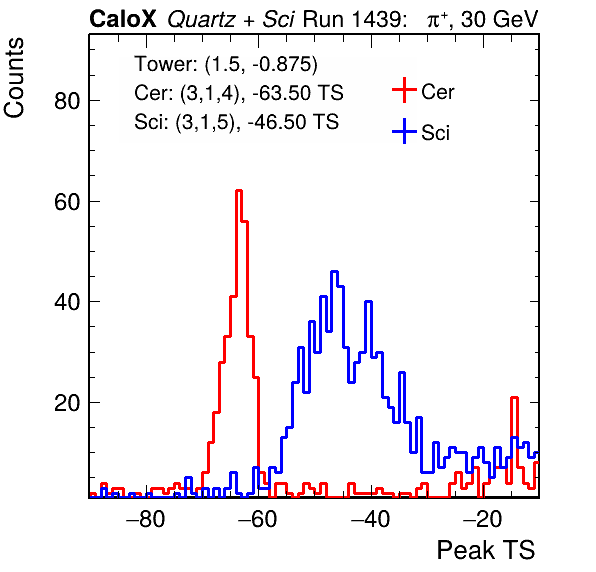 CaloX Quartz + Sci Run 1439: π⁺, 30 GeV
Counts
Tower: (1.5, -0.875)
Cer: (3,1,4), -63.50 TS
Sci: (3,1,5), -46.50 TS
Cer
Sci
80
60
40
20
−80 −60 −40 −20
Peak TS